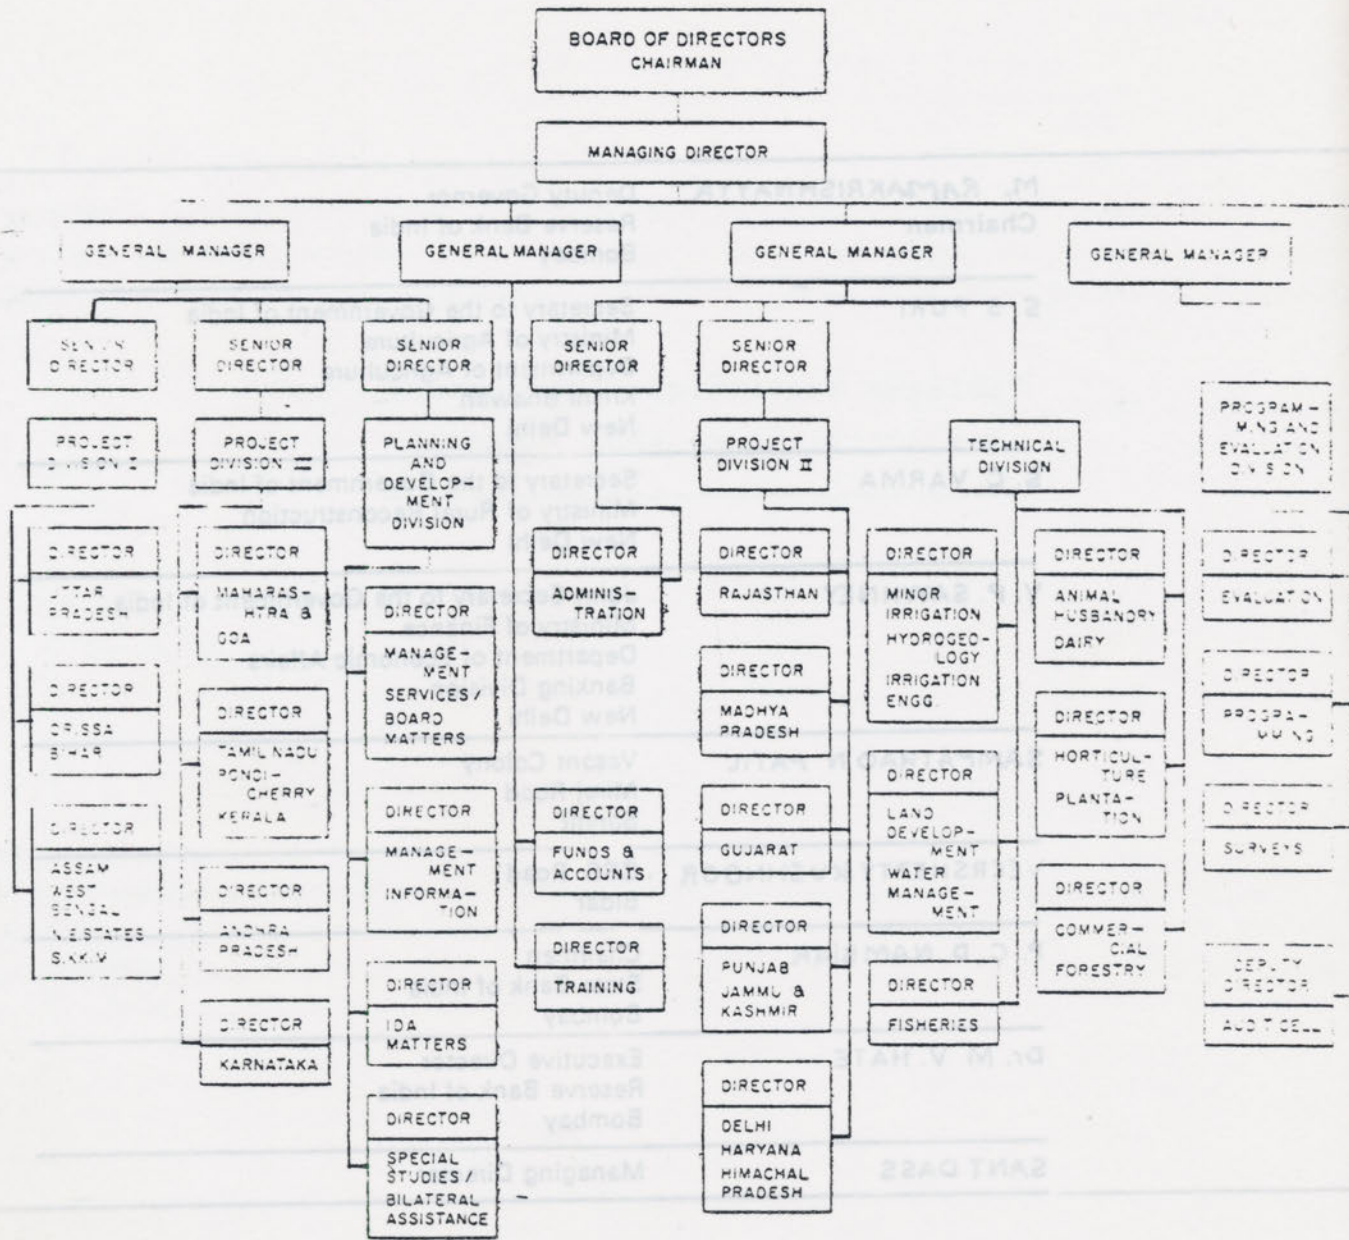 BOARD OF DIRECTORS
CHAIRMAN
MANAGING DIRECTOR
GENERAL MANAGER
GENERAL MANAGER
GENERAL MANAGER
GENERAL MANAGER
SENIOR
DIRECTOR
SENIOR
DIRECTOR
SENIOR
DIRECTOR
SENIOR
DIRECTOR
SENIOR
DIRECTOR
PROJECT
DIVISION
PROJECT
DIVISION III
PLANNING
AND
DEVELOP-
MENT
DIVISION
PROJECT
DIVISION II
TECHNICAL
DIVISION
PROGRAM-
MING AND
EVALUATION
DIVISION
DIRECTOR
UTTAR
PRADESH
DIRECTOR
ORISSA
BIHAR
DIRECTOR
ASSAM
WEST
BENGAL
N.E.STATES
SIKKIM
DIRECTOR
MAHARAS-
HTRA &
GOA
DIRECTOR
TAMIL NADU
PONDI-
CHERRY
KERALA
DIRECTOR
ANDHRA
PRADESH
DIRECTOR
KARNATAKA
DIRECTOR
MANAGE-
MENT
SERVICES/
BOARD
MATTERS
DIRECTOR
MANAGE-
MENT
INFORMA-
TION
DIRECTOR
IDA
MATTERS
DIRECTOR
SPECIAL
STUDIES/
BILATERAL
ASSISTANCE
DIRECTOR
ADMINIS-
TRATION
DIRECTOR
FUNDS &
ACCOUNTS
DIRECTOR
TRAINING
DIRECTOR
RAJASTHAN
DIRECTOR
MADHYA
PRADESH
DIRECTOR
GUJARAT
DIRECTOR
PUNJAB
JAMMU &
KASHMIR
DIRECTOR
DELHI
HARYANA
HIMACHAL
PRADESH
DIRECTOR
MINOR
IRRIGATION
HYDROGEO-
LOGY
IRRIGATION
ENGG.
DIRECTOR
LAND
DEVELOP-
MENT
WATER
MANAGE-
MENT
DIRECTOR
FISHERIES
DIRECTOR
ANIMAL
HUSBANDRY
DAIRY
DIRECTOR
HORTICUL-
TURE
PLANTA-
TION
DIRECTOR
COMMER-
CIAL
FORESTRY
DIRECTOR
EVALUATION
DIRECTOR
PROGRA-
MMING
DIRECTOR
SURVEYS
DEPUTY
DIRECTOR
AUDIT CELL